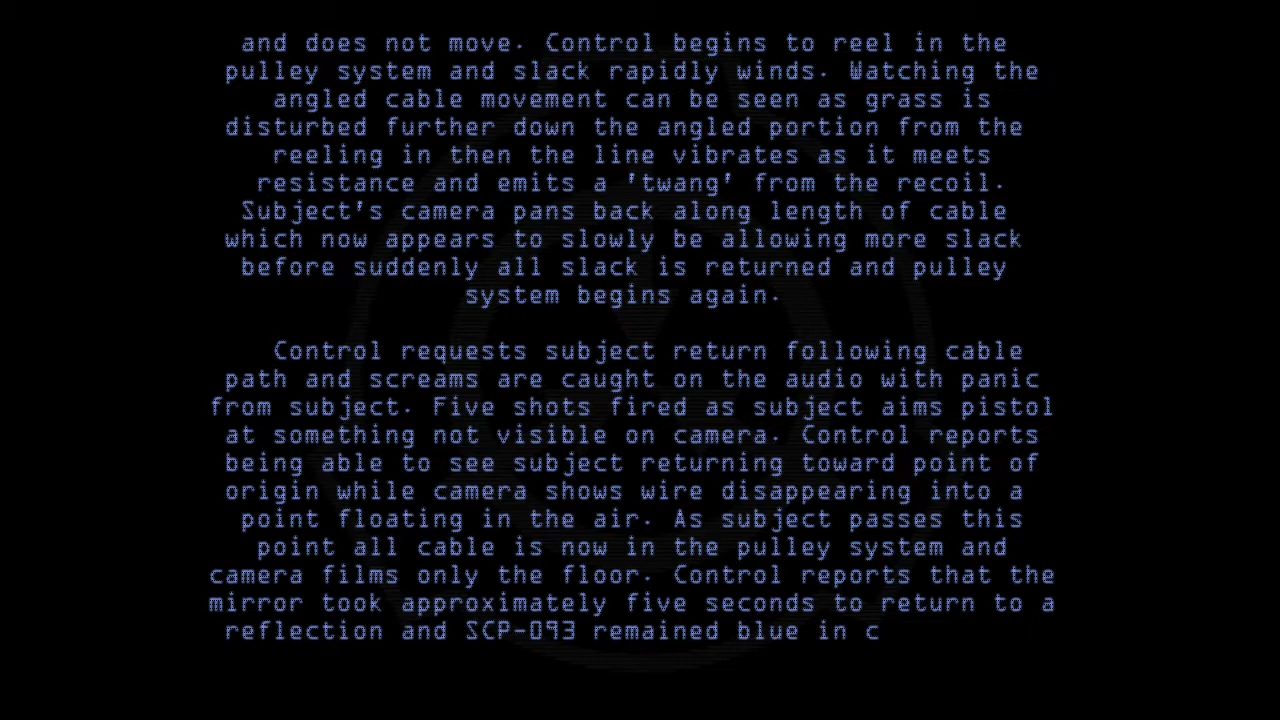 and does not move. Control begins to reel in the
pulley system and slack rapidly winds. Watching the
angled cable movement can be seen as grass is
disturbed further down the angled portion from the
reeling in then the line vibrates as it meets
resistance and emits a 'twang' from the recoil.
Subject's camera pans back along length of cable
which now appears to slowly be allowing more slack
before suddenly all slack is returned and pulley
system begins again.
Control requests subject return following cable
path and screams are caught on the audio with panic
from subject. Five shots fired as subject aims pistol
at something not visible on camera. Control reports
being able to see subject returning toward point of
origin while camera shows wire disappearing into a
point floating in the air. As subject passes this
point all cable is now in the pulley system and
camera films only the floor. Control reports that the
mirror took approximately five seconds to return to a
reflection and SCP-093 remained blue in c